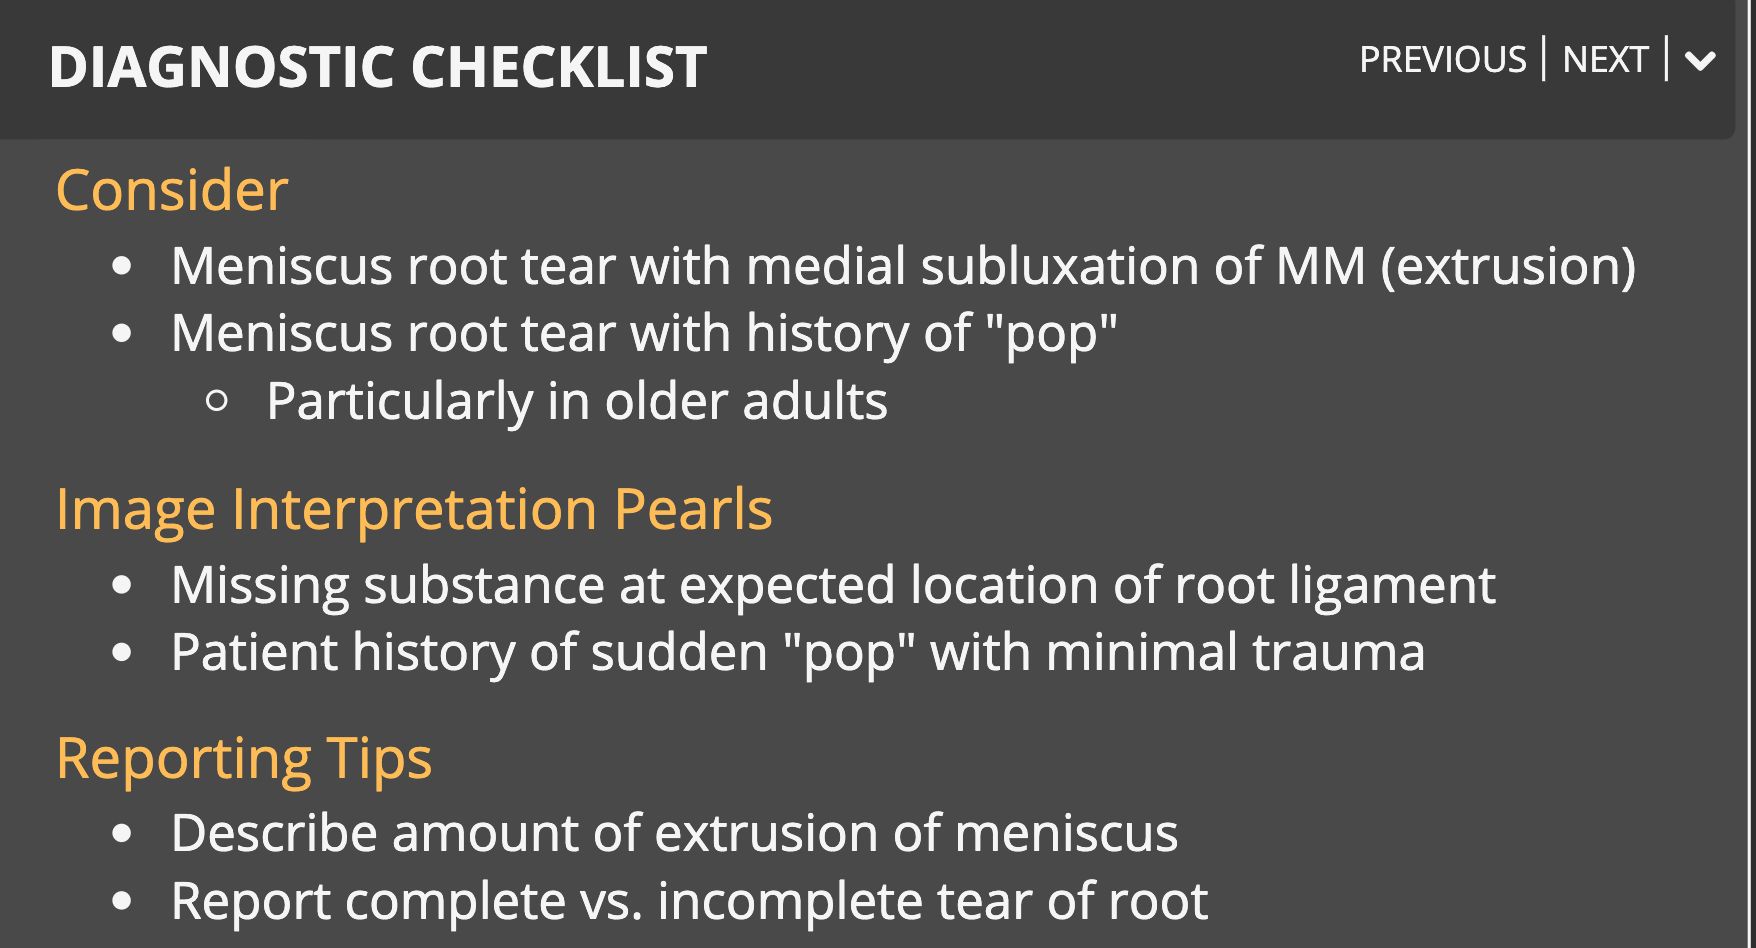 DIAGNOSTIC CHECKLIST
PREVIOUS | NEXT |
Consider
• Meniscus root tear with medial subluxation of MM (extrusion)
• Meniscus root tear with history of "pop"
○ Particularly in older adults
Image Interpretation Pearls
• Missing substance at expected location of root ligament
• Patient history of sudden "pop" with minimal trauma
Reporting Tips
• Describe amount of extrusion of meniscus
• Report complete vs. incomplete tear of root